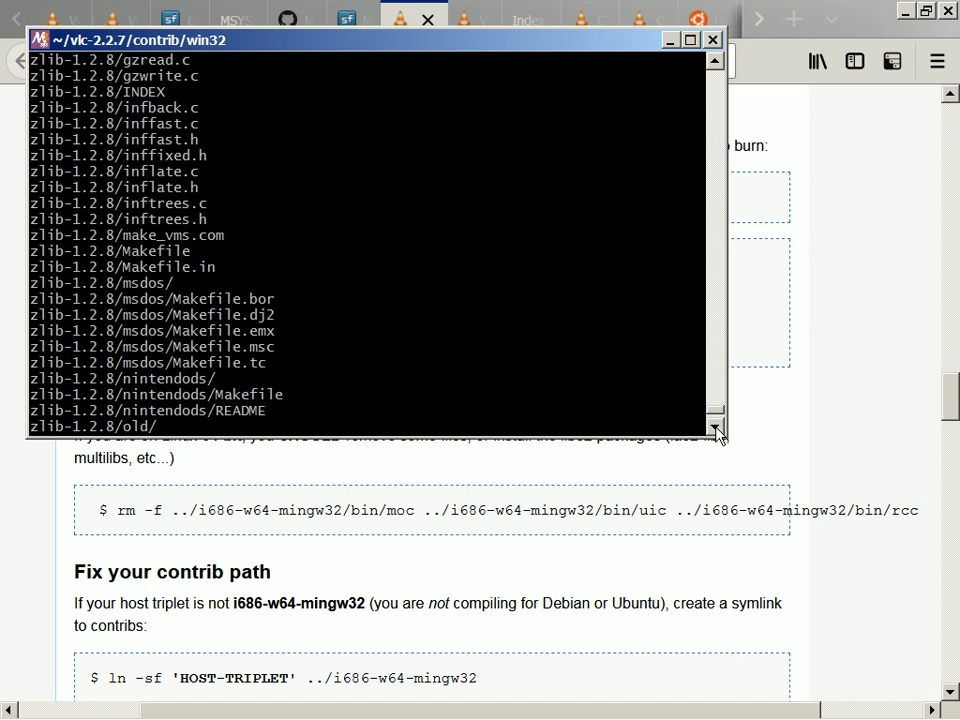 MSYS
Index
~/vlc-2.2.7/contrib/win32
zlib-1.2.8/gzread.c
zlib-1.2.8/gzwrite.c
zlib-1.2.8/INDEX
zlib-1.2.8/infback.c
zlib-1.2.8/inffast.c
zlib-1.2.8/inffast.h
zlib-1.2.8/inffixed.h
zlib-1.2.8/inflate.c
zlib-1.2.8/inflate.h
zlib-1.2.8/inftrees.c
zlib-1.2.8/inftrees.h
zlib-1.2.8/make_vms.com
zlib-1.2.8/Makefile
zlib-1.2.8/Makefile.in
zlib-1.2.8/msdos/
zlib-1.2.8/msdos/Makefile.bor
zlib-1.2.8/msdos/Makefile.dj2
zlib-1.2.8/msdos/Makefile.emx
zlib-1.2.8/msdos/Makefile.msc
zlib-1.2.8/msdos/Makefile.tc
zlib-1.2.8/nintendods/
zlib-1.2.8/nintendods/Makefile
zlib-1.2.8/nintendods/README
zlib-1.2.8/old/
burn:
multilibs, etc...)
$ rm -f ../i686-w64-mingw32/bin/moc ../i686-w64-mingw32/bin/uic ../i686-w64-mingw32/bin/rcc
Fix your contrib path
If your host triplet is not i686-w64-mingw32 (you are not compiling for Debian or Ubuntu), create a symlink
to contribs:
$ ln -sf 'HOST-TRIPLET' ../i686-w64-mingw32